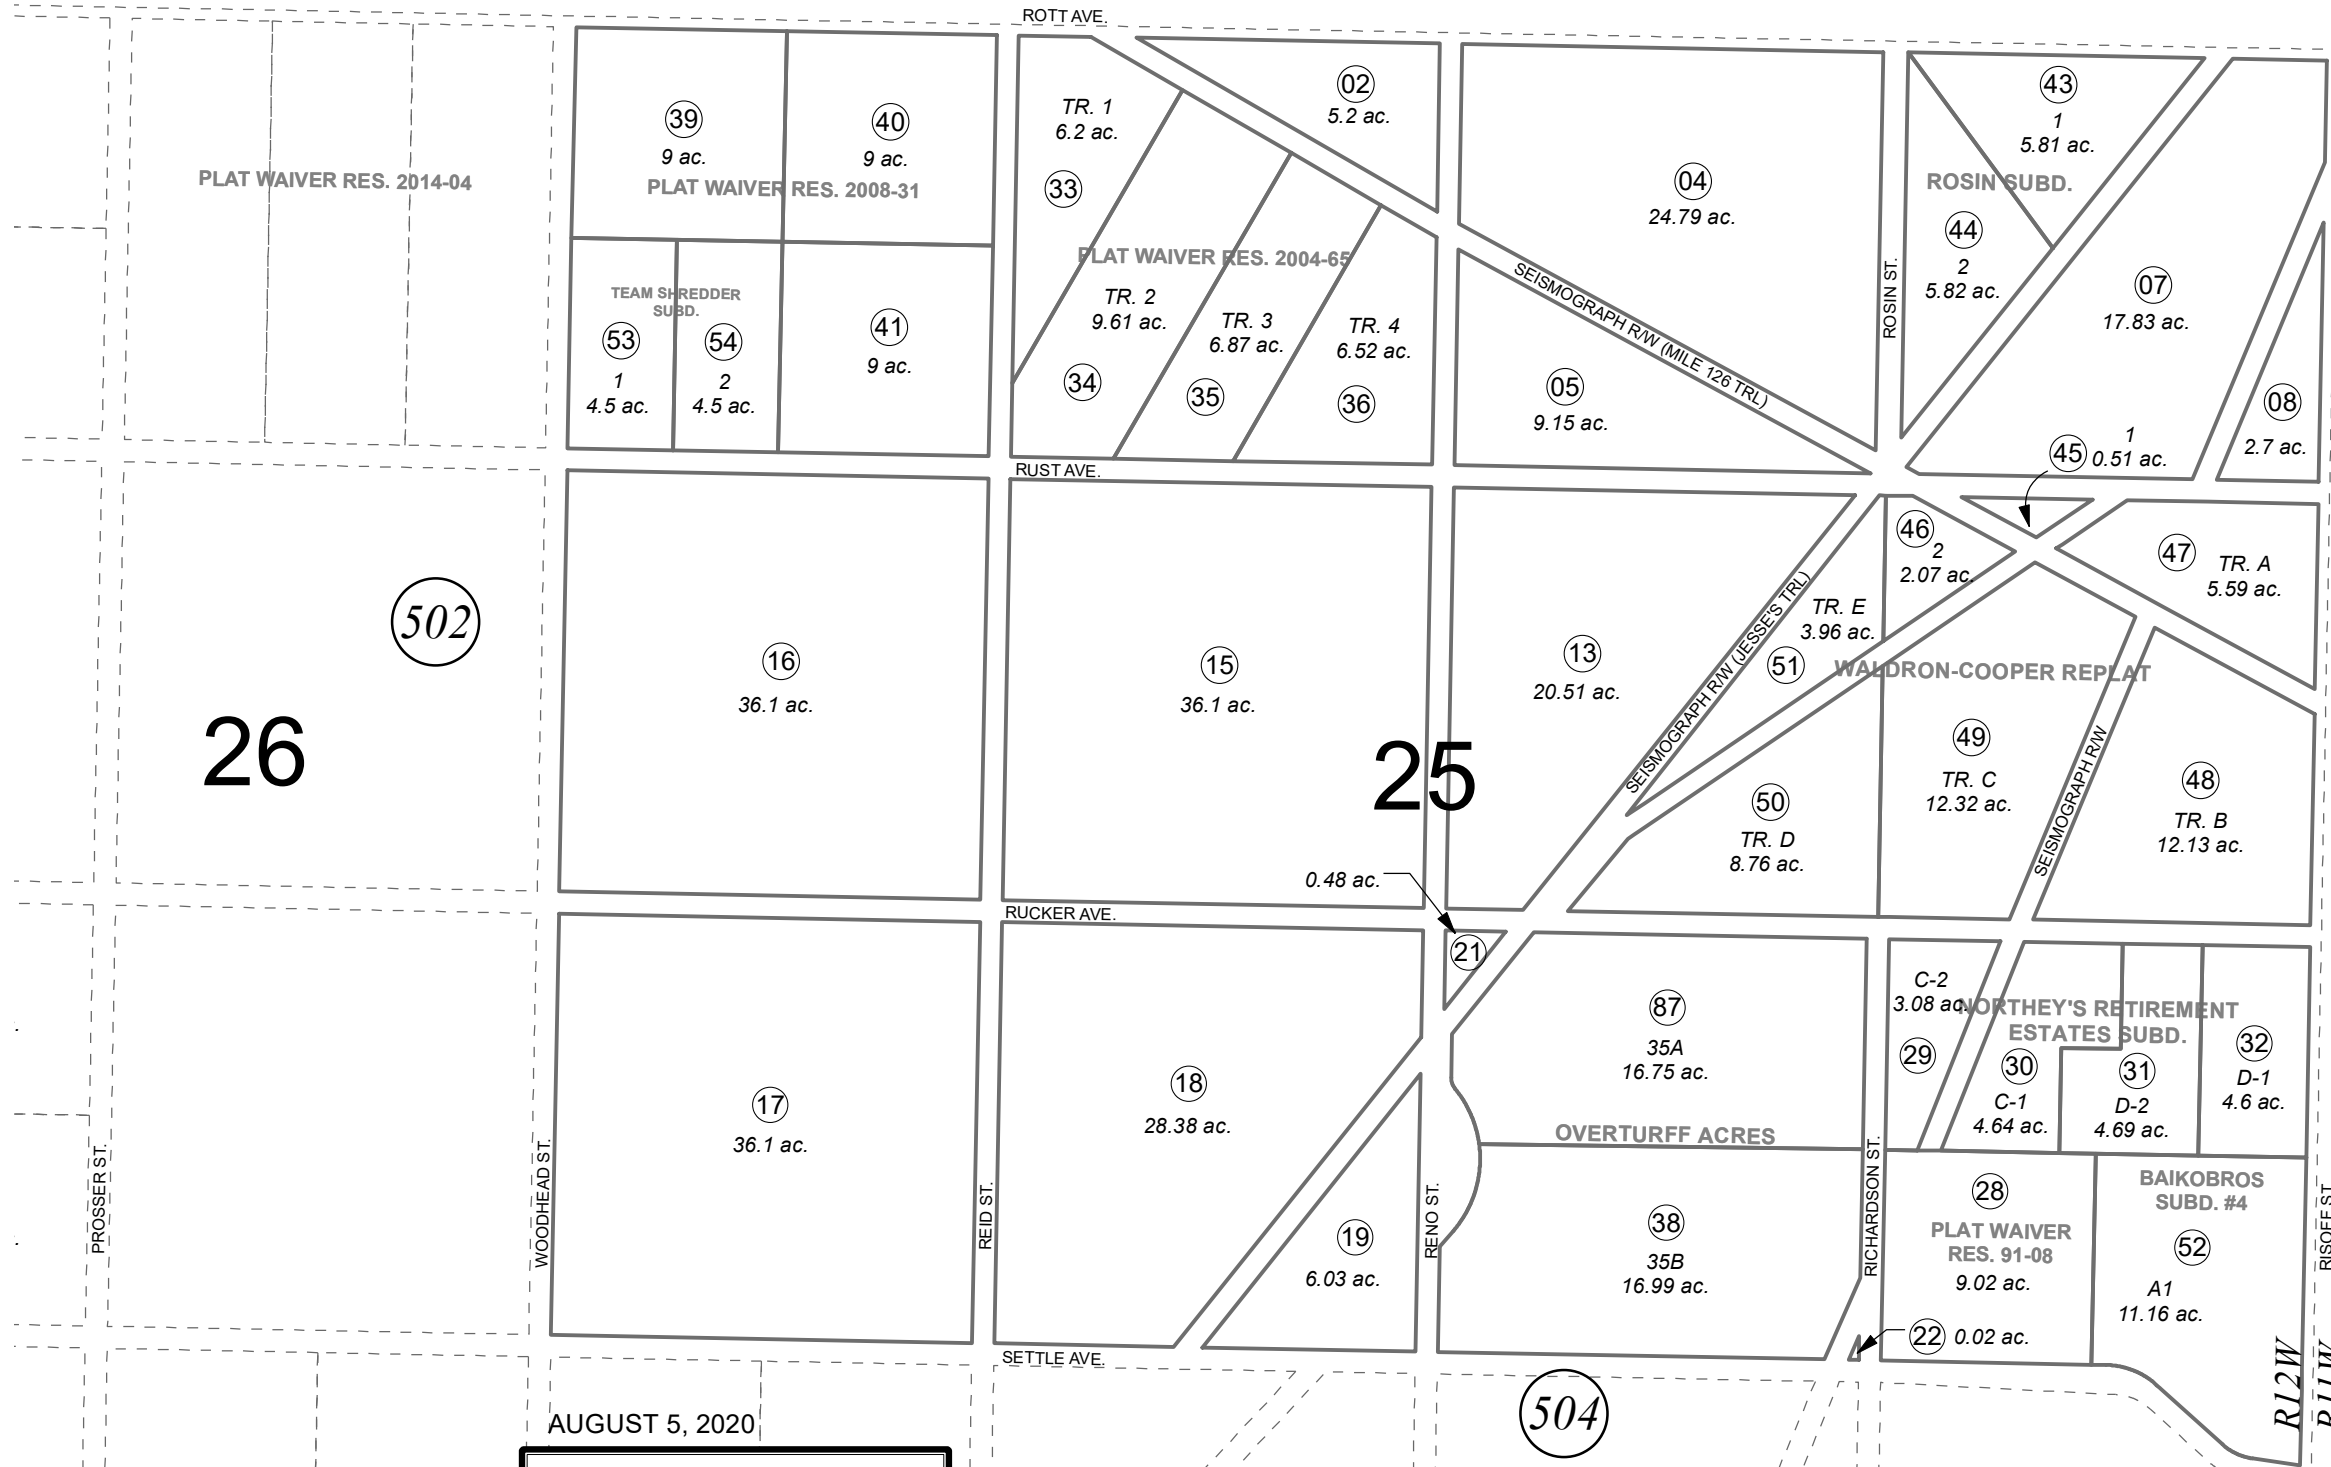 ROTT AVE.
PLAT WAIVER RES. 2014-04
39
9 ac.
40
9 ac.
PLAT WAIVER RES. 2008-31
TEAM SHREDDER
SUBD.
53
1
4.5 ac.
54
2
4.5 ac.
41
9 ac.
TR. 1
6.2 ac.
33
PLAT WAIVER RES. 2004-65
TR. 2
9.61 ac.
34
TR. 3
6.87 ac.
35
TR. 4
6.52 ac.
36
02
5.2 ac.
04
24.79 ac.
SEISMOGRAPH R/W (MILE 126 TRL)
05
9.15 ac.
ROSIN ST.
43
1
5.81 ac.
ROSIN SUBD.
44
2
5.82 ac.
07
17.83 ac.
08
2.7 ac.
45
1
0.51 ac.
RUST AVE.
502
26
16
36.1 ac.
15
36.1 ac.
25
13
20.51 ac.
SEISMOGRAPH R/W (JESSE'S TRL)
46
2
2.07 ac.
TR. E
3.96 ac.
51
47
TR. A
5.59 ac.
WALDRON-COOPER REPLAT
49
TR. C
12.32 ac.
50
TR. D
8.76 ac.
SEISMOGRAPH R/W
48
TR. B
12.13 ac.
0.48 ac.
21
RUCKER AVE.
PROSSER ST.
WOODHEAD ST.
17
36.1 ac.
REID ST.
18
28.38 ac.
19
6.03 ac.
RENO ST.
87
35A
16.75 ac.
OVERTURFF ACRES
38
35B
16.99 ac.
RICHARDSON ST.
C-2
3.08 ac.
29
NORTHEY'S RETIREMENT
ESTATES SUBD.
30
C-1
4.64 ac.
31
D-2
4.69 ac.
32
D-1
4.6 ac.
28
PLAT WAIVER
RES. 91-08
9.02 ac.
BAIKOBROS
SUBD. #4
52
A1
11.16 ac.
22
0.02 ac.
RISOFF ST.
SETTLE AVE.
504
R12W
R11W
AUGUST 5, 2020